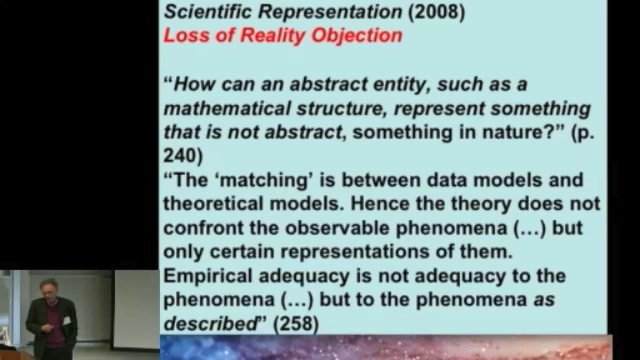 Scientific Representation (2008)
Loss of Reality Objection
“How can an abstract entity, such as a
mathematical structure, represent something
that is not abstract, something in nature?” (p.
240)
“The ‘matching’ is between data models and
theoretical models. Hence the theory does not
confront the observable phenomena (…) but
only certain representations of them.
Empirical adequacy is not adequacy to the
phenomena (…) but to the phenomena as
described” (258)